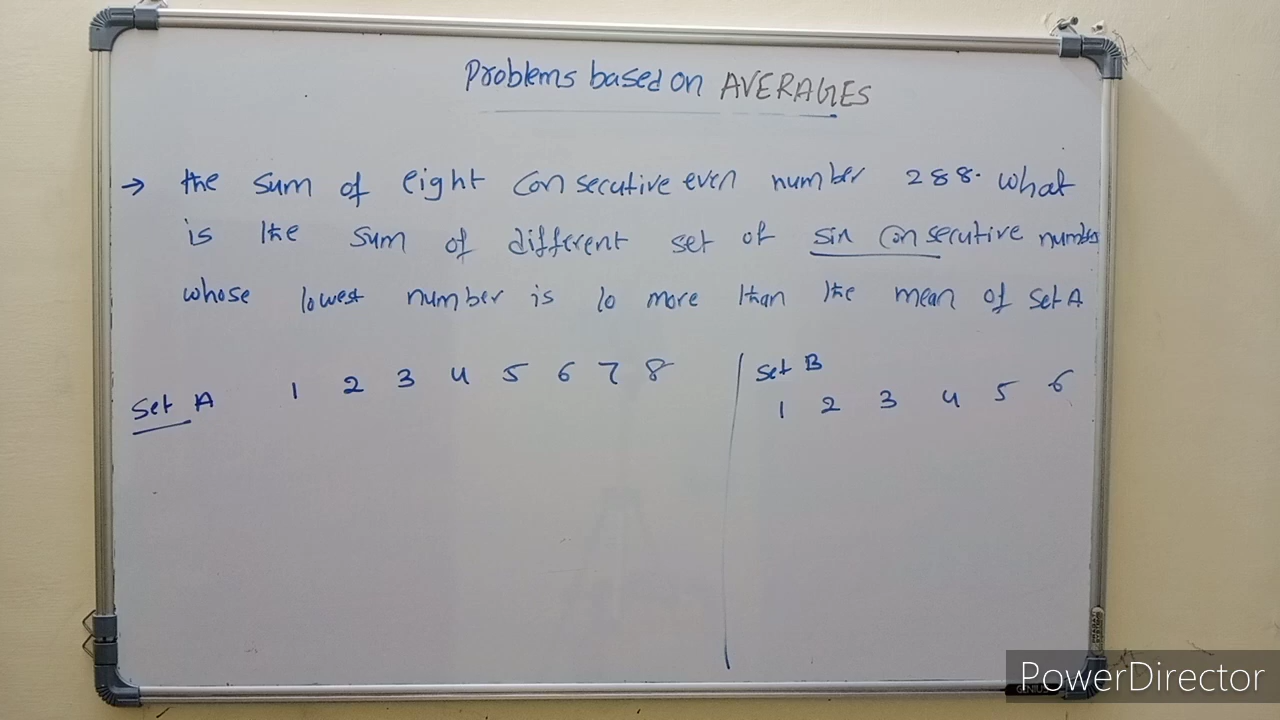 Problems based on AVERAGES
→ the sum of eight consecutive even number 288. what
is the sum of different set of six consecutive number
whose lowest number is 10 more than the mean of set A
Set A 1 2 3 4 5 6 7 8
Set B
1 2 3 4 5 6
PowerDirector